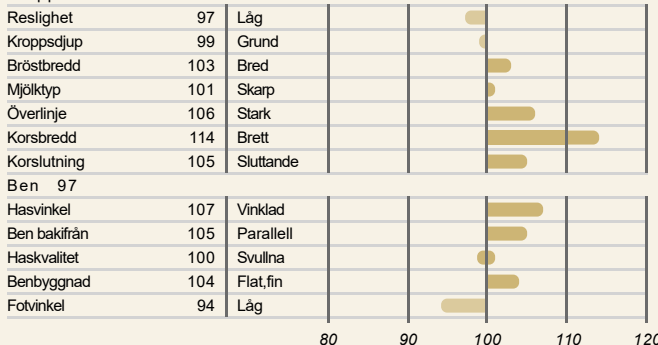 Reslighet 97 Låg
Kroppsdjup 99 Grund
Bröstbredd 103 Bred
Mjölktyp 101 Skarp
Överlinje 106 Stark
Korsbredd 114 Brett
Korslutning 105 Sluttande
Ben 97
Hasvinkel 107 Vinklad
Ben bakifrån 105 Parallell
Haskvalitet 100 Svullna
Benbyggnad 104 Flat,fin
Fotvinkel 94 Låg
80 90 100 110 120